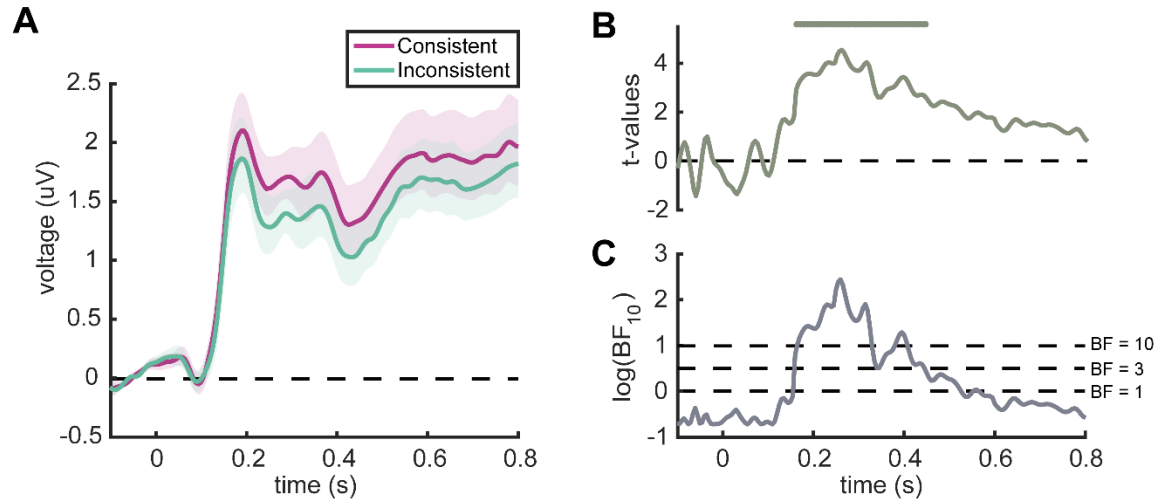 A
Consistent
Inconsistent
2.5
2
1.5
1
0.5
0
-0.5
voltage (uV)
0
0.2
0.4
0.6
0.8
time (s)
B
4
2
0
-2
t-values
C
3
2
1
0
-1
log(BF10)
BF = 10
BF = 3
BF = 1
0
0.2
0.4
0.6
0.8
time (s)